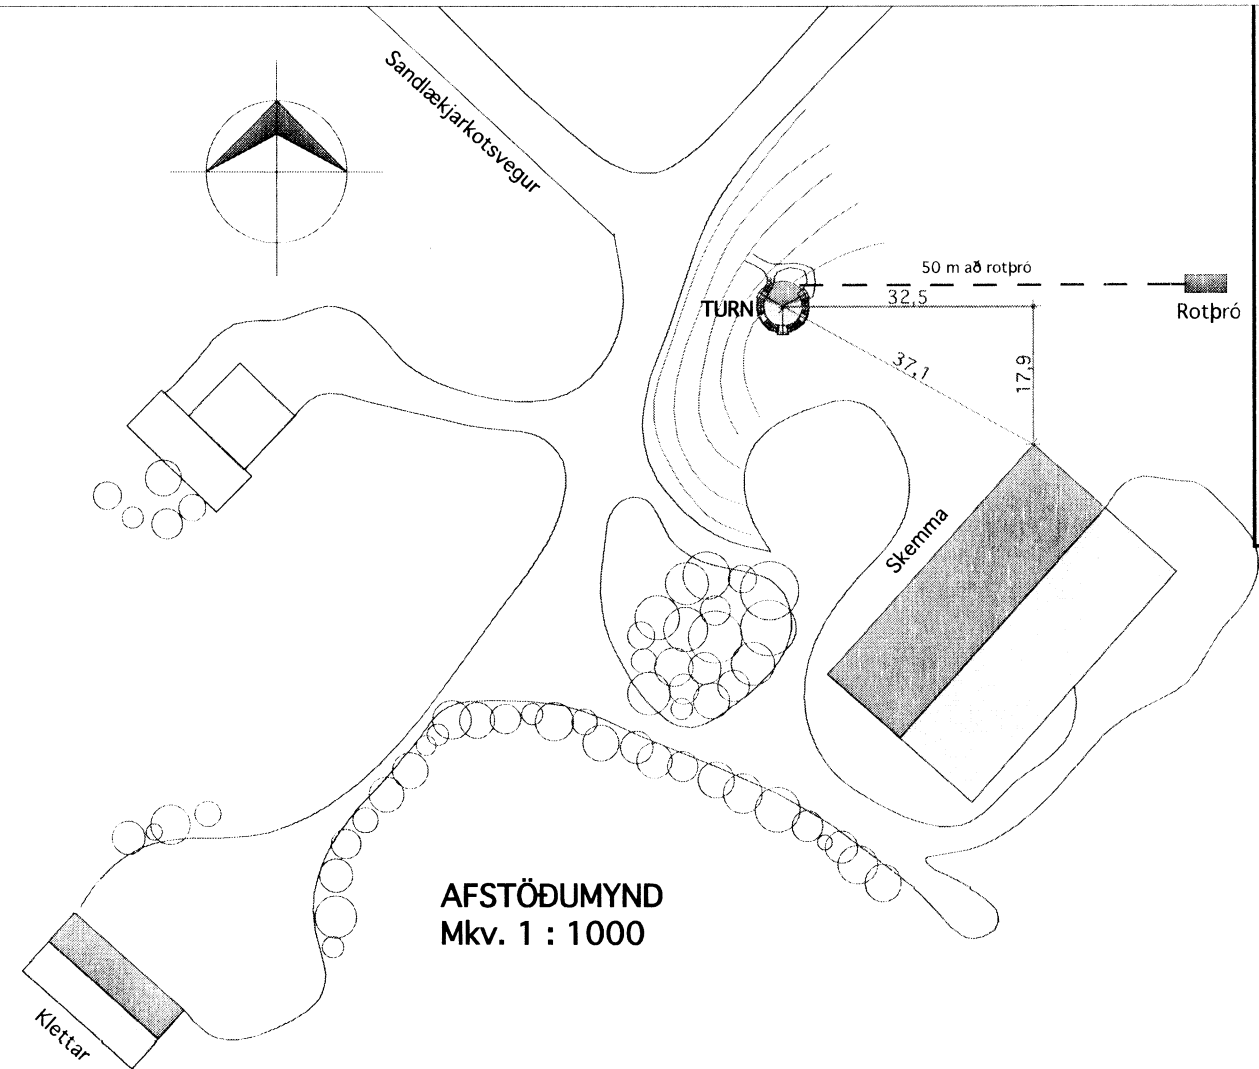 Sandlækjarkotsvegur
50 m að rotþró
32,5
TURN
Rotþró
37,1
17,9
Skemma
AFSTÖÐUMYND
Mkv. 1 : 1000
Klettar